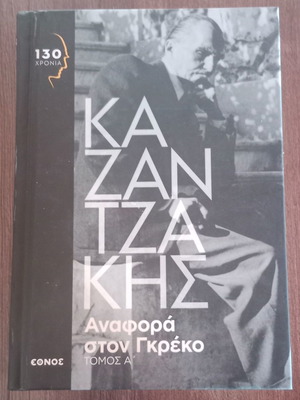 130
ΧΡΟΝΙΑ
ΚΑ
ΖΑΝ
ΤΖΑ
ΚΗΣ
Αναφορά
στον Γκρέκο
ΤΟΜΟΣ Α΄
ΕΘΝΟΣ